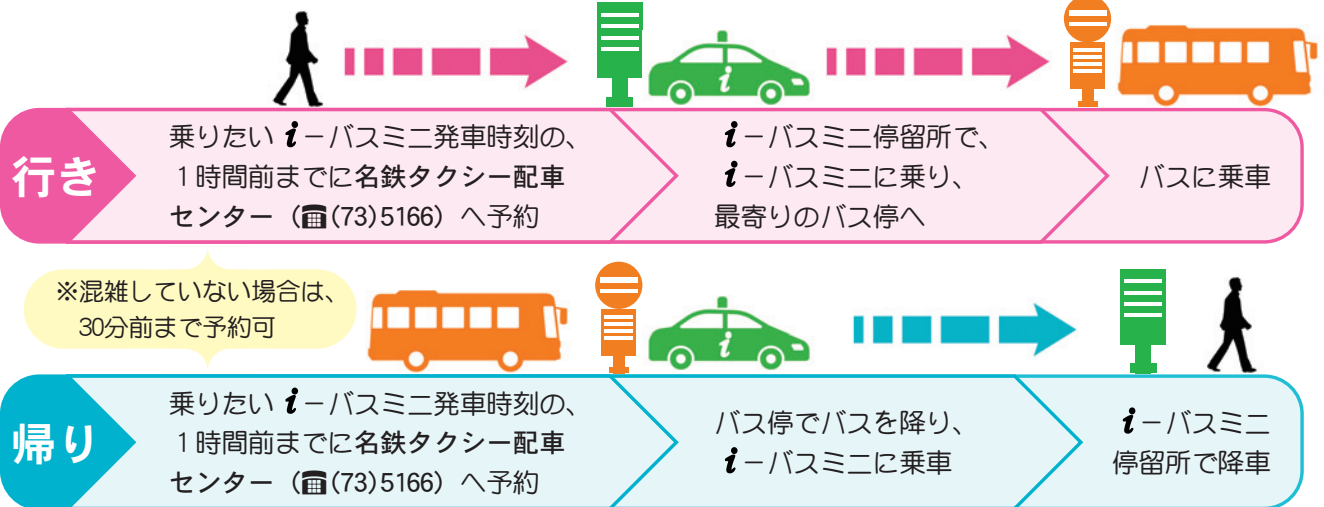 行き
乗りたい i－バスミニ発車時刻の、
１時間前までに名鉄タクシー配車
センター（☎(73)5166）へ予約
i－バスミニ停留所で、
i－バスミニに乗り、
最寄りのバス停へ
バスに乗車
※混雑していない場合は、
30分前まで予約可
i
i
帰り
乗りたい i－バスミニ発車時刻の、
１時間前までに名鉄タクシー配車
センター（☎(73)5166）へ予約
バス停でバスを降り、
i－バスミニに乗車
i－バスミニ
停留所で降車